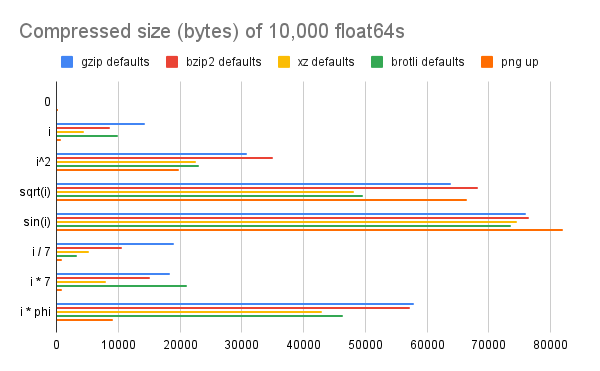 Compressed size (bytes) of 10,000 float64s
gzip defaults bzip2 defaults xz defaults brotli defaults png up
0
i
i^2
sqrt(i)
sin(i)
i / 7
i * 7
i * phi
0 10000 20000 30000 40000 50000 60000 70000 80000